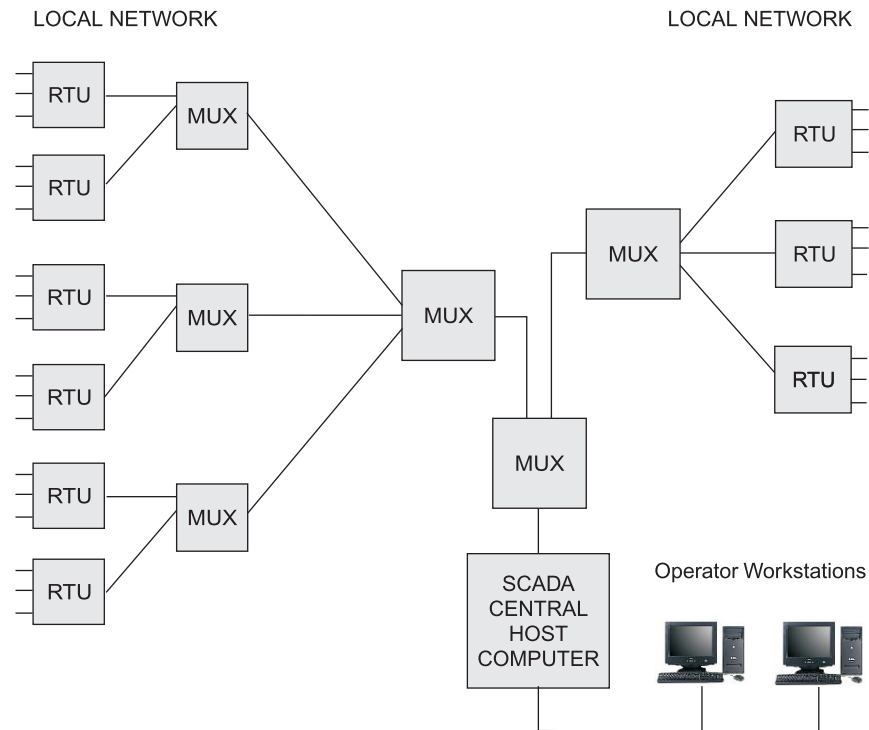 LOCAL NETWORK
LOCAL NETWORK
RTU
MUX
RTU
RTU
MUX
RTU
RTU
MUX
RTU
MUX
MUX
RTU
RTU
RTU
MUX
SCADA
CENTRAL
HOST
COMPUTER
Operator Workstations